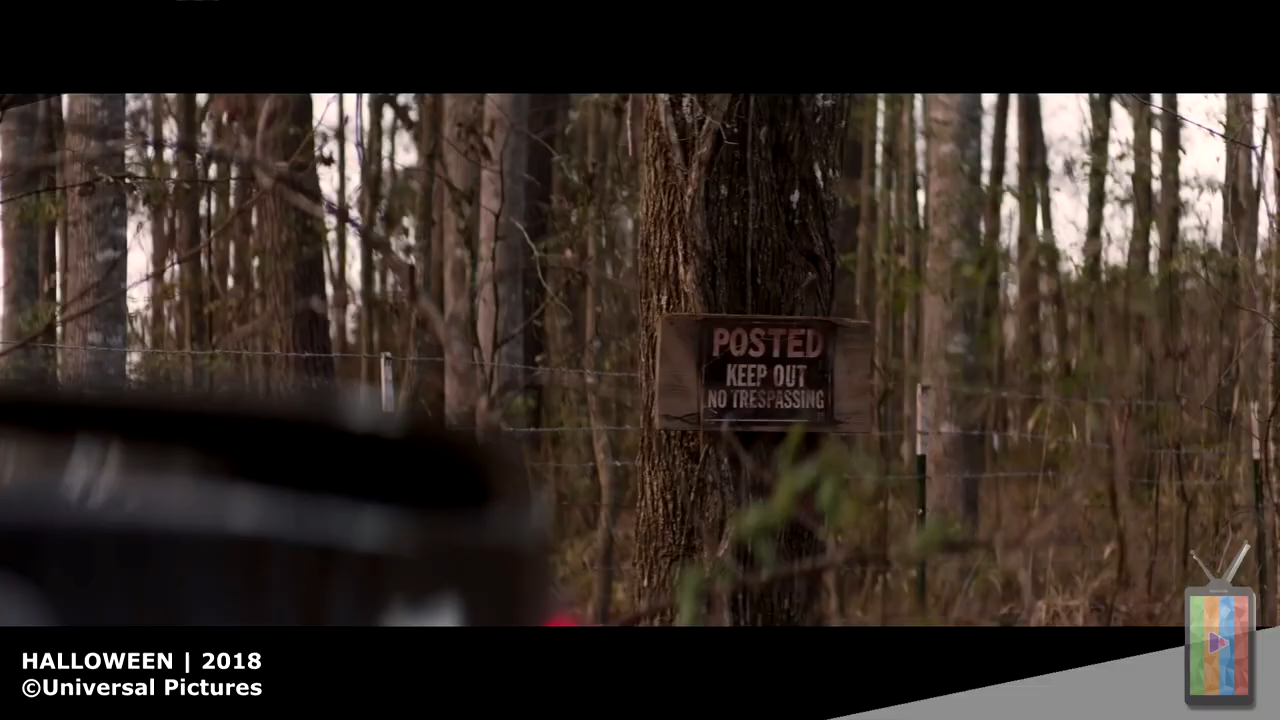 POSTED
KEEP OUT
NO TRESPASSING
HALLOWEEN | 2018
©Universal Pictures